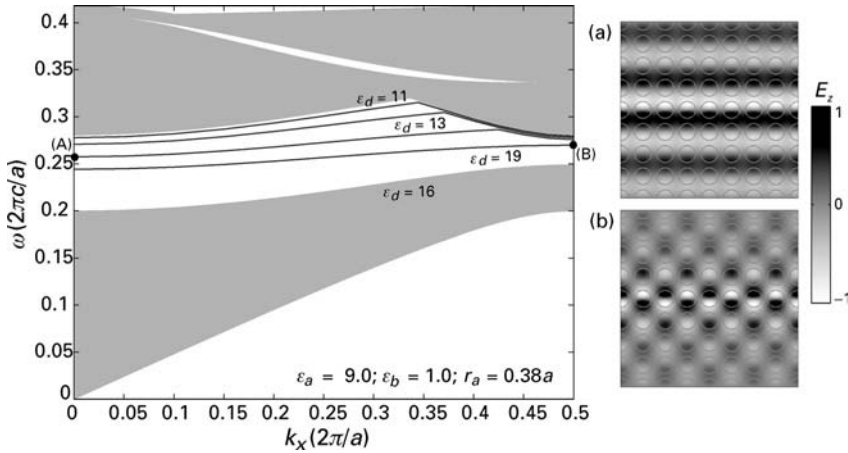 0.4
0.35
0.3
0.25
0.2
0.15
0.1
0.05
0
ω(2πc/a)
(A)
(B)
ε_d = 11
ε_d = 13
ε_d = 19
ε_d = 16
ε_a = 9.0; ε_b = 1.0; r_a = 0.38a
0 0.05 0.1 0.15 0.2 0.25 0.3 0.35 0.4 0.45 0.5
k_x(2π/a)
(a)
(b)
E_z
1
0
−1